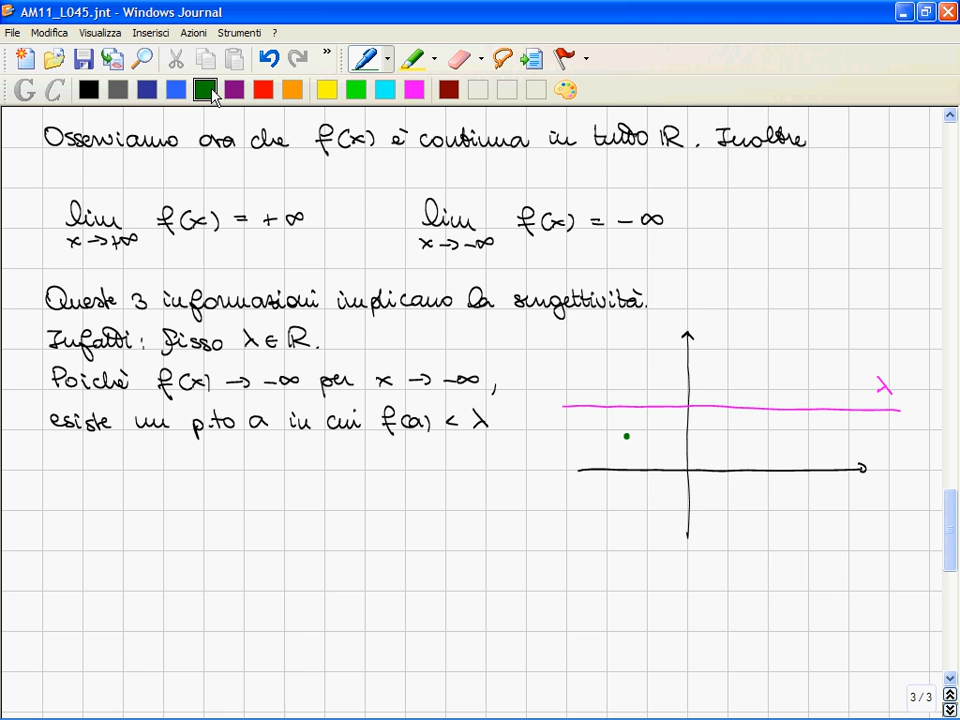 AM11_L045.jnt - Windows Journal
File Modifica Visualizza Inserisci Azioni Strumenti ?
G C
Osserviamo ora che f(x) è continua in tutto ℝ. Inoltre
lim f(x) = +∞ lim f(x) = -∞
x→+∞ x→-∞
Queste 3 informazioni implicano la surgettività.
Infatti: fisso λ∈ℝ.
Poichè f(x) → -∞ per x → -∞,
λ
esiste un p.to a in cui f(a) < λ
3 / 3